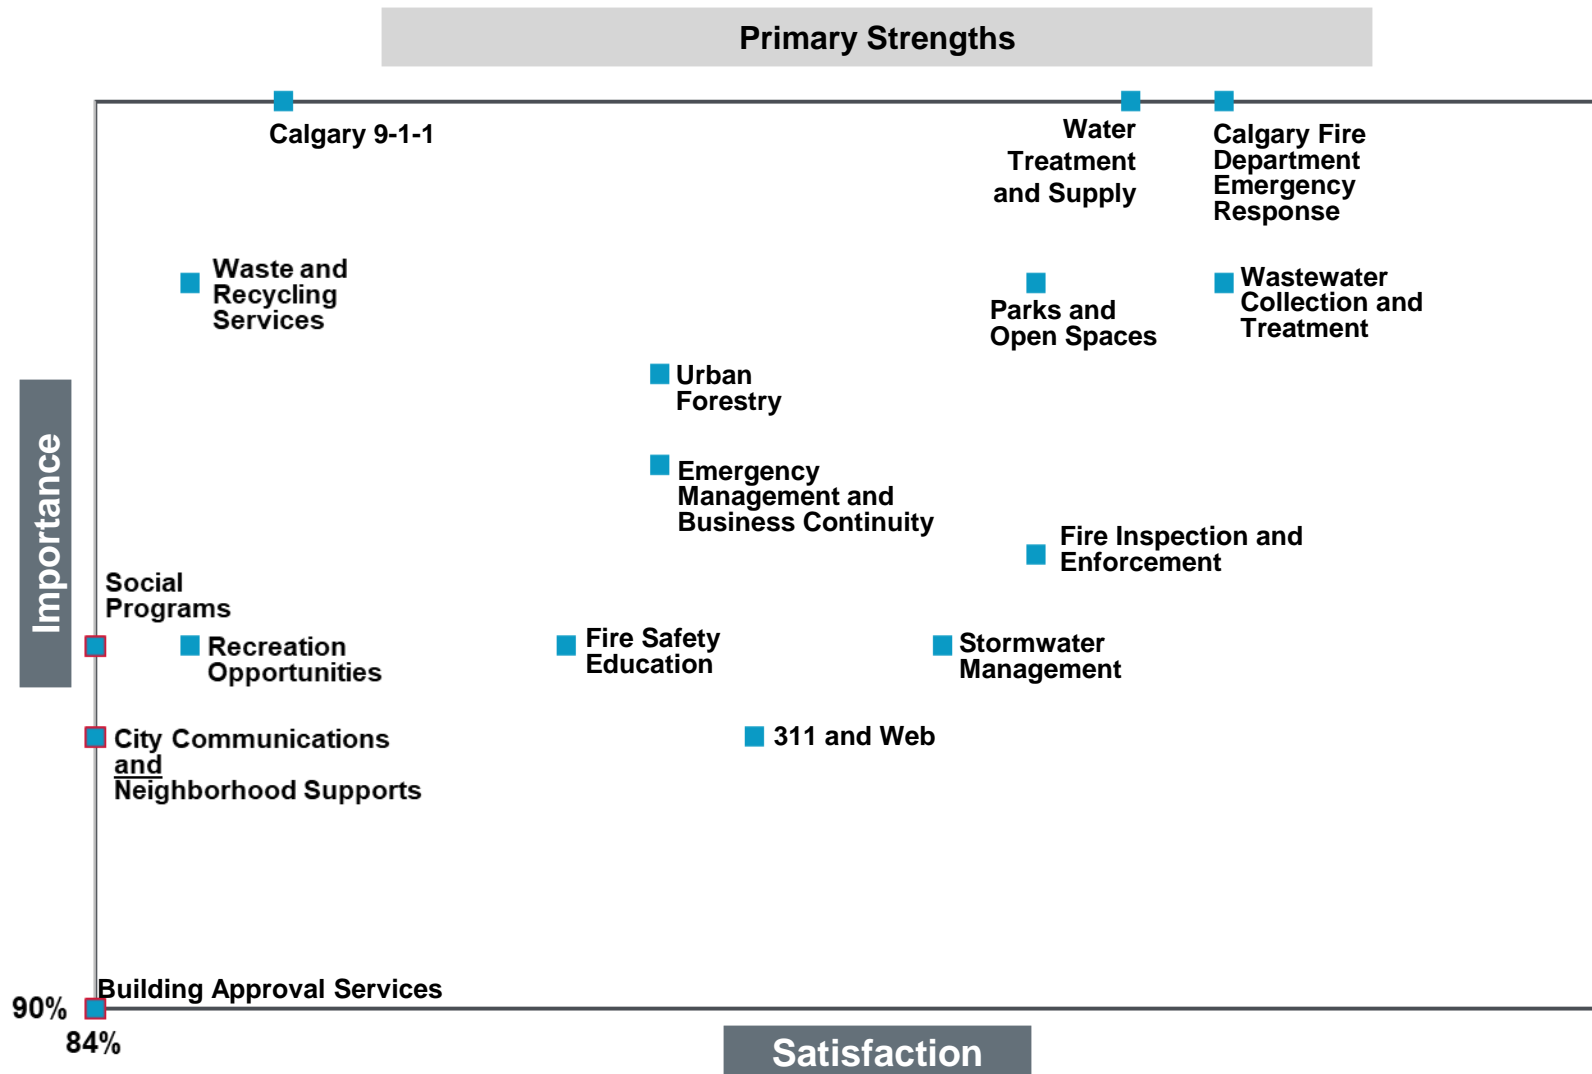 Primary Strengths
Calgary 9-1-1
Water
Treatment
and Supply
Calgary Fire
Department
Emergency
Response
Waste and
Recycling
Services
Parks and
Open Spaces
Wastewater
Collection and
Treatment
Urban
Forestry
Emergency
Management and
Business Continuity
Fire Inspection and
Enforcement
Importance
Social
Programs
Recreation
Opportunities
Fire Safety
Education
Stormwater
Management
City Communications
and
Neighborhood Supports
311 and Web
Building Approval Services
90%
84%
Satisfaction